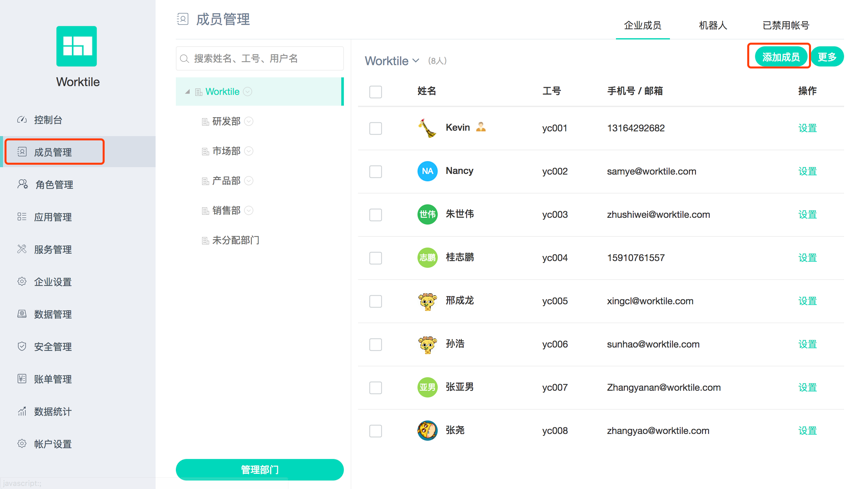 Worktile
控制台
成员管理
角色管理
应用管理
服务管理
企业设置
数据管理
安全管理
账单管理
数据统计
帐户设置
javascript:;
成员管理
企业成员 机器人 已禁用帐号
搜索姓名、工号、用户名
Worktile
研发部
市场部
产品部
销售部
未分配部门
管理部门
Worktile (8人)
添加成员 更多
姓名 工号 手机号 / 邮箱 操作
Kevin yc001 13164292682 设置
NA Nancy yc002 samye@worktile.com 设置
世伟 朱世伟 yc003 zhushiwei@worktile.com 设置
志鹏 桂志鹏 yc004 15910761557 设置
邢成龙 yc005 xingcl@worktile.com 设置
孙浩 yc006 sunhao@worktile.com 设置
亚男 张亚男 yc007 Zhangyanan@worktile.com 设置
张尧 yc008 zhangyao@worktile.com 设置